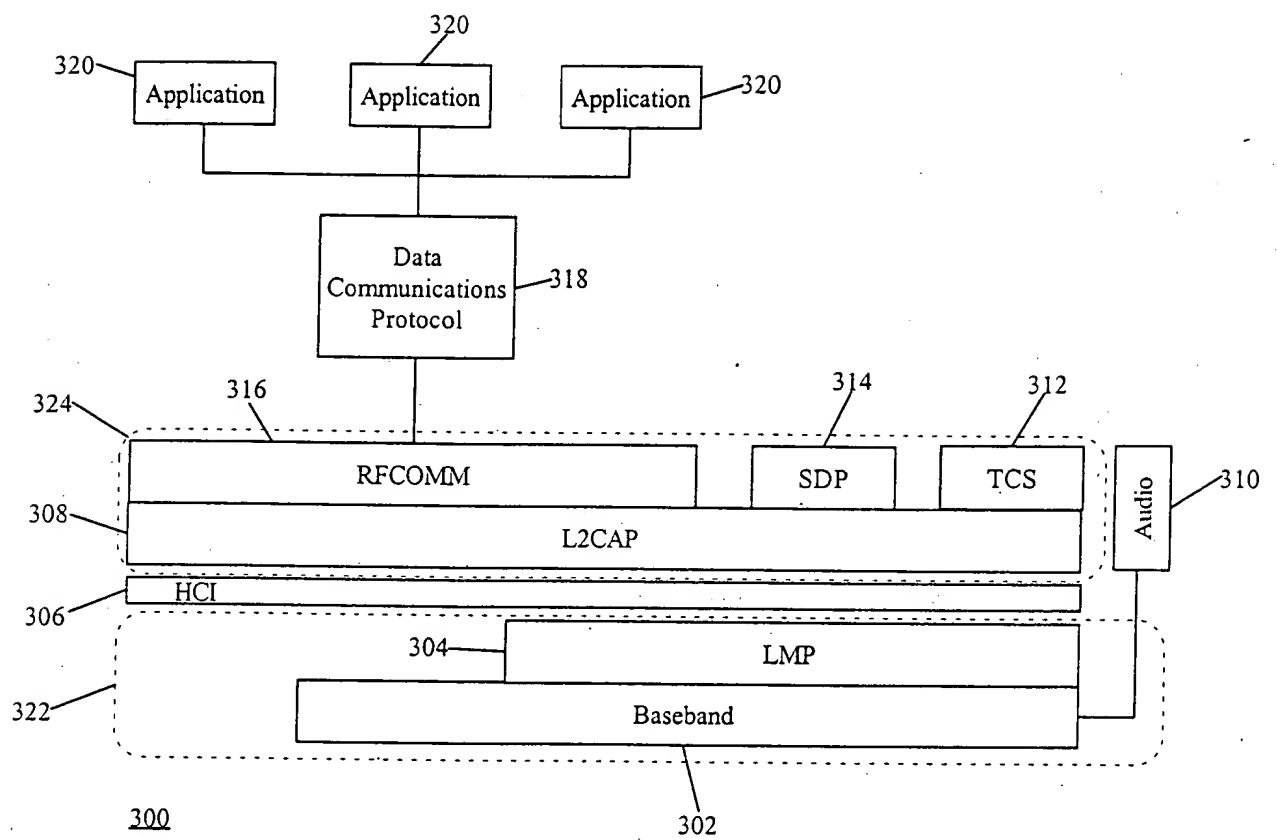 320
320
320
Application
Application
Application
Data
Communications
Protocol
318
324
316
314
312
RFCOMM
SDP
TCS
Audio
310
308
L2CAP
306
HCI
304
LMP
322
Baseband
300
302